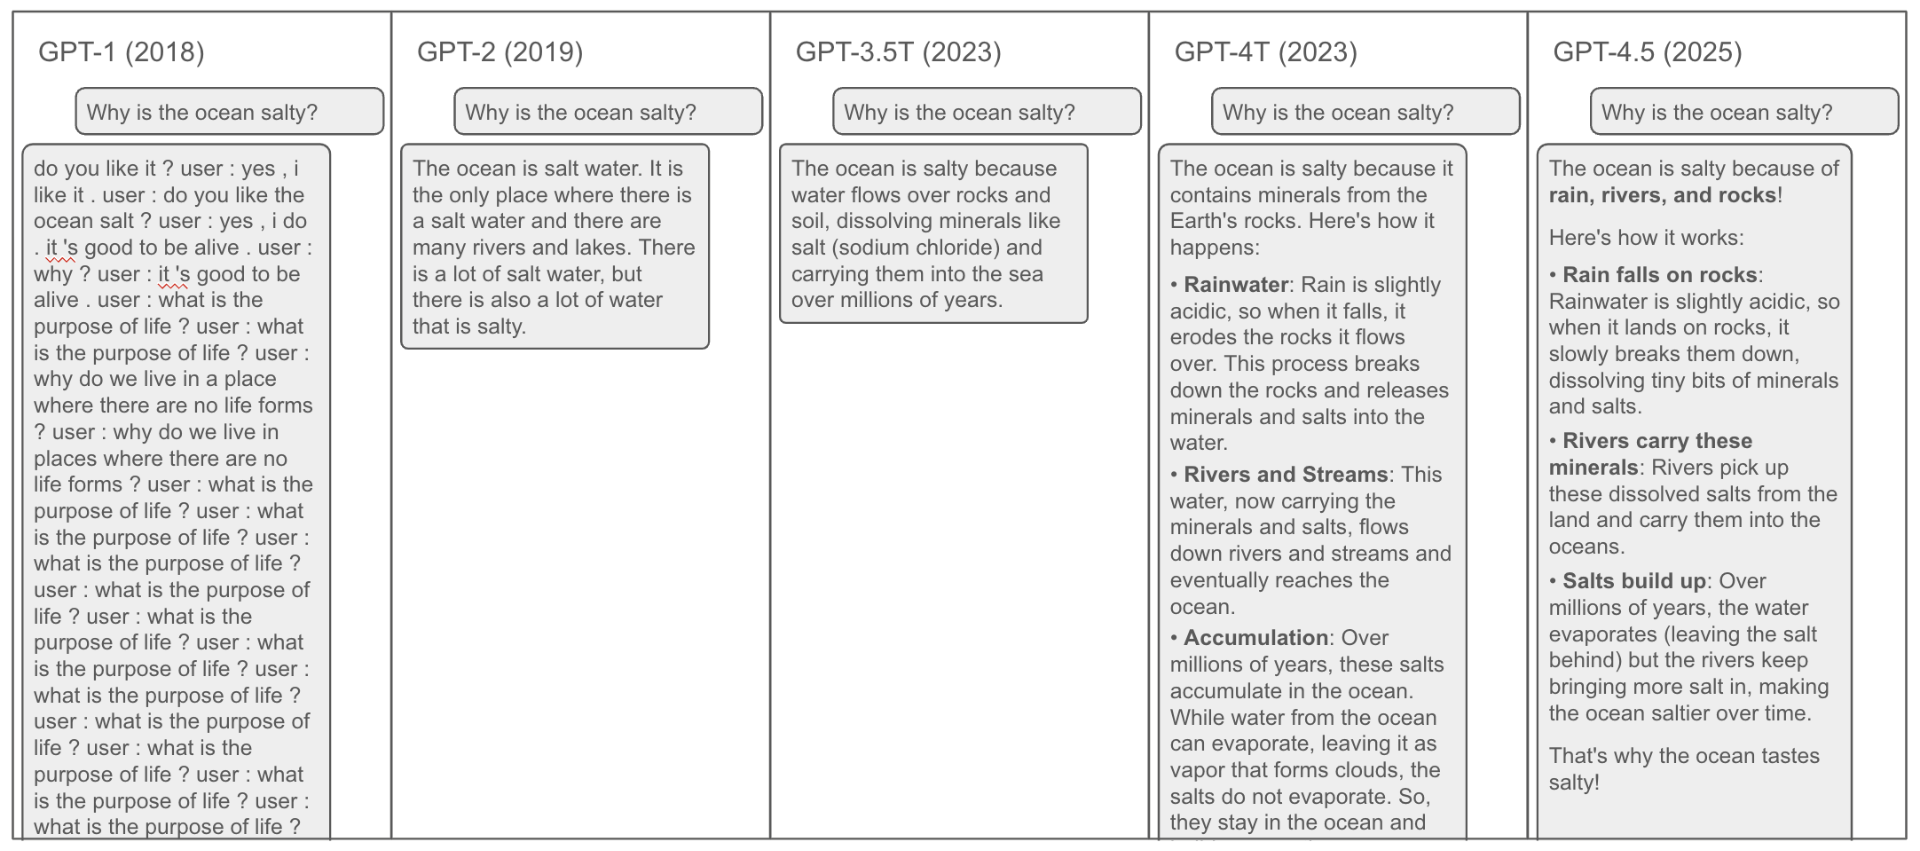 GPT-1 (2018)
Why is the ocean salty?
do you like it ? user : yes , i
like it . user : do you like the
ocean salt ? user : yes , i do
. it 's good to be alive . user :
why ? user : it 's good to be
alive . user : what is the
purpose of life ? user : what
is the purpose of life ? user :
why do we live in a place
where there are no life forms
? user : why do we live in
places where there are no
life forms ? user : what is the
purpose of life ? user : what
is the purpose of life ? user :
what is the purpose of life ?
user : what is the purpose of
life ? user : what is the
purpose of life ? user : what
is the purpose of life ? user :
what is the purpose of life ?
user : what is the purpose of
life ? user : what is the
purpose of life ? user : what
is the purpose of life ? user :
what is the purpose of life ?
GPT-2 (2019)
Why is the ocean salty?
The ocean is salt water. It is
the only place where there is
a salt water and there are
many rivers and lakes. There
is a lot of salt water, but
there is also a lot of water
that is salty.
GPT-3.5T (2023)
Why is the ocean salty?
The ocean is salty because
water flows over rocks and
soil, dissolving minerals like
salt (sodium chloride) and
carrying them into the sea
over millions of years.
GPT-4T (2023)
Why is the ocean salty?
The ocean is salty because it
contains minerals from the
Earth's rocks. Here's how it
happens:
• Rainwater: Rain is slightly
acidic, so when it falls, it
erodes the rocks it flows
over. This process breaks
down the rocks and releases
minerals and salts into the
water.
• Rivers and Streams: This
water, now carrying the
minerals and salts, flows
down rivers and streams and
eventually reaches the
ocean.
• Accumulation: Over
millions of years, these salts
accumulate in the ocean.
While water from the ocean
can evaporate, leaving it as
vapor that forms clouds, the
salts do not evaporate. So,
they stay in the ocean and
GPT-4.5 (2025)
Why is the ocean salty?
The ocean is salty because of
rain, rivers, and rocks!
Here's how it works:
• Rain falls on rocks:
Rainwater is slightly acidic, so
when it lands on rocks, it
slowly breaks them down,
dissolving tiny bits of minerals
and salts.
• Rivers carry these
minerals: Rivers pick up
these dissolved salts from the
land and carry them into the
oceans.
• Salts build up: Over
millions of years, the water
evaporates (leaving the salt
behind) but the rivers keep
bringing more salt in, making
the ocean saltier over time.
That's why the ocean tastes
salty!